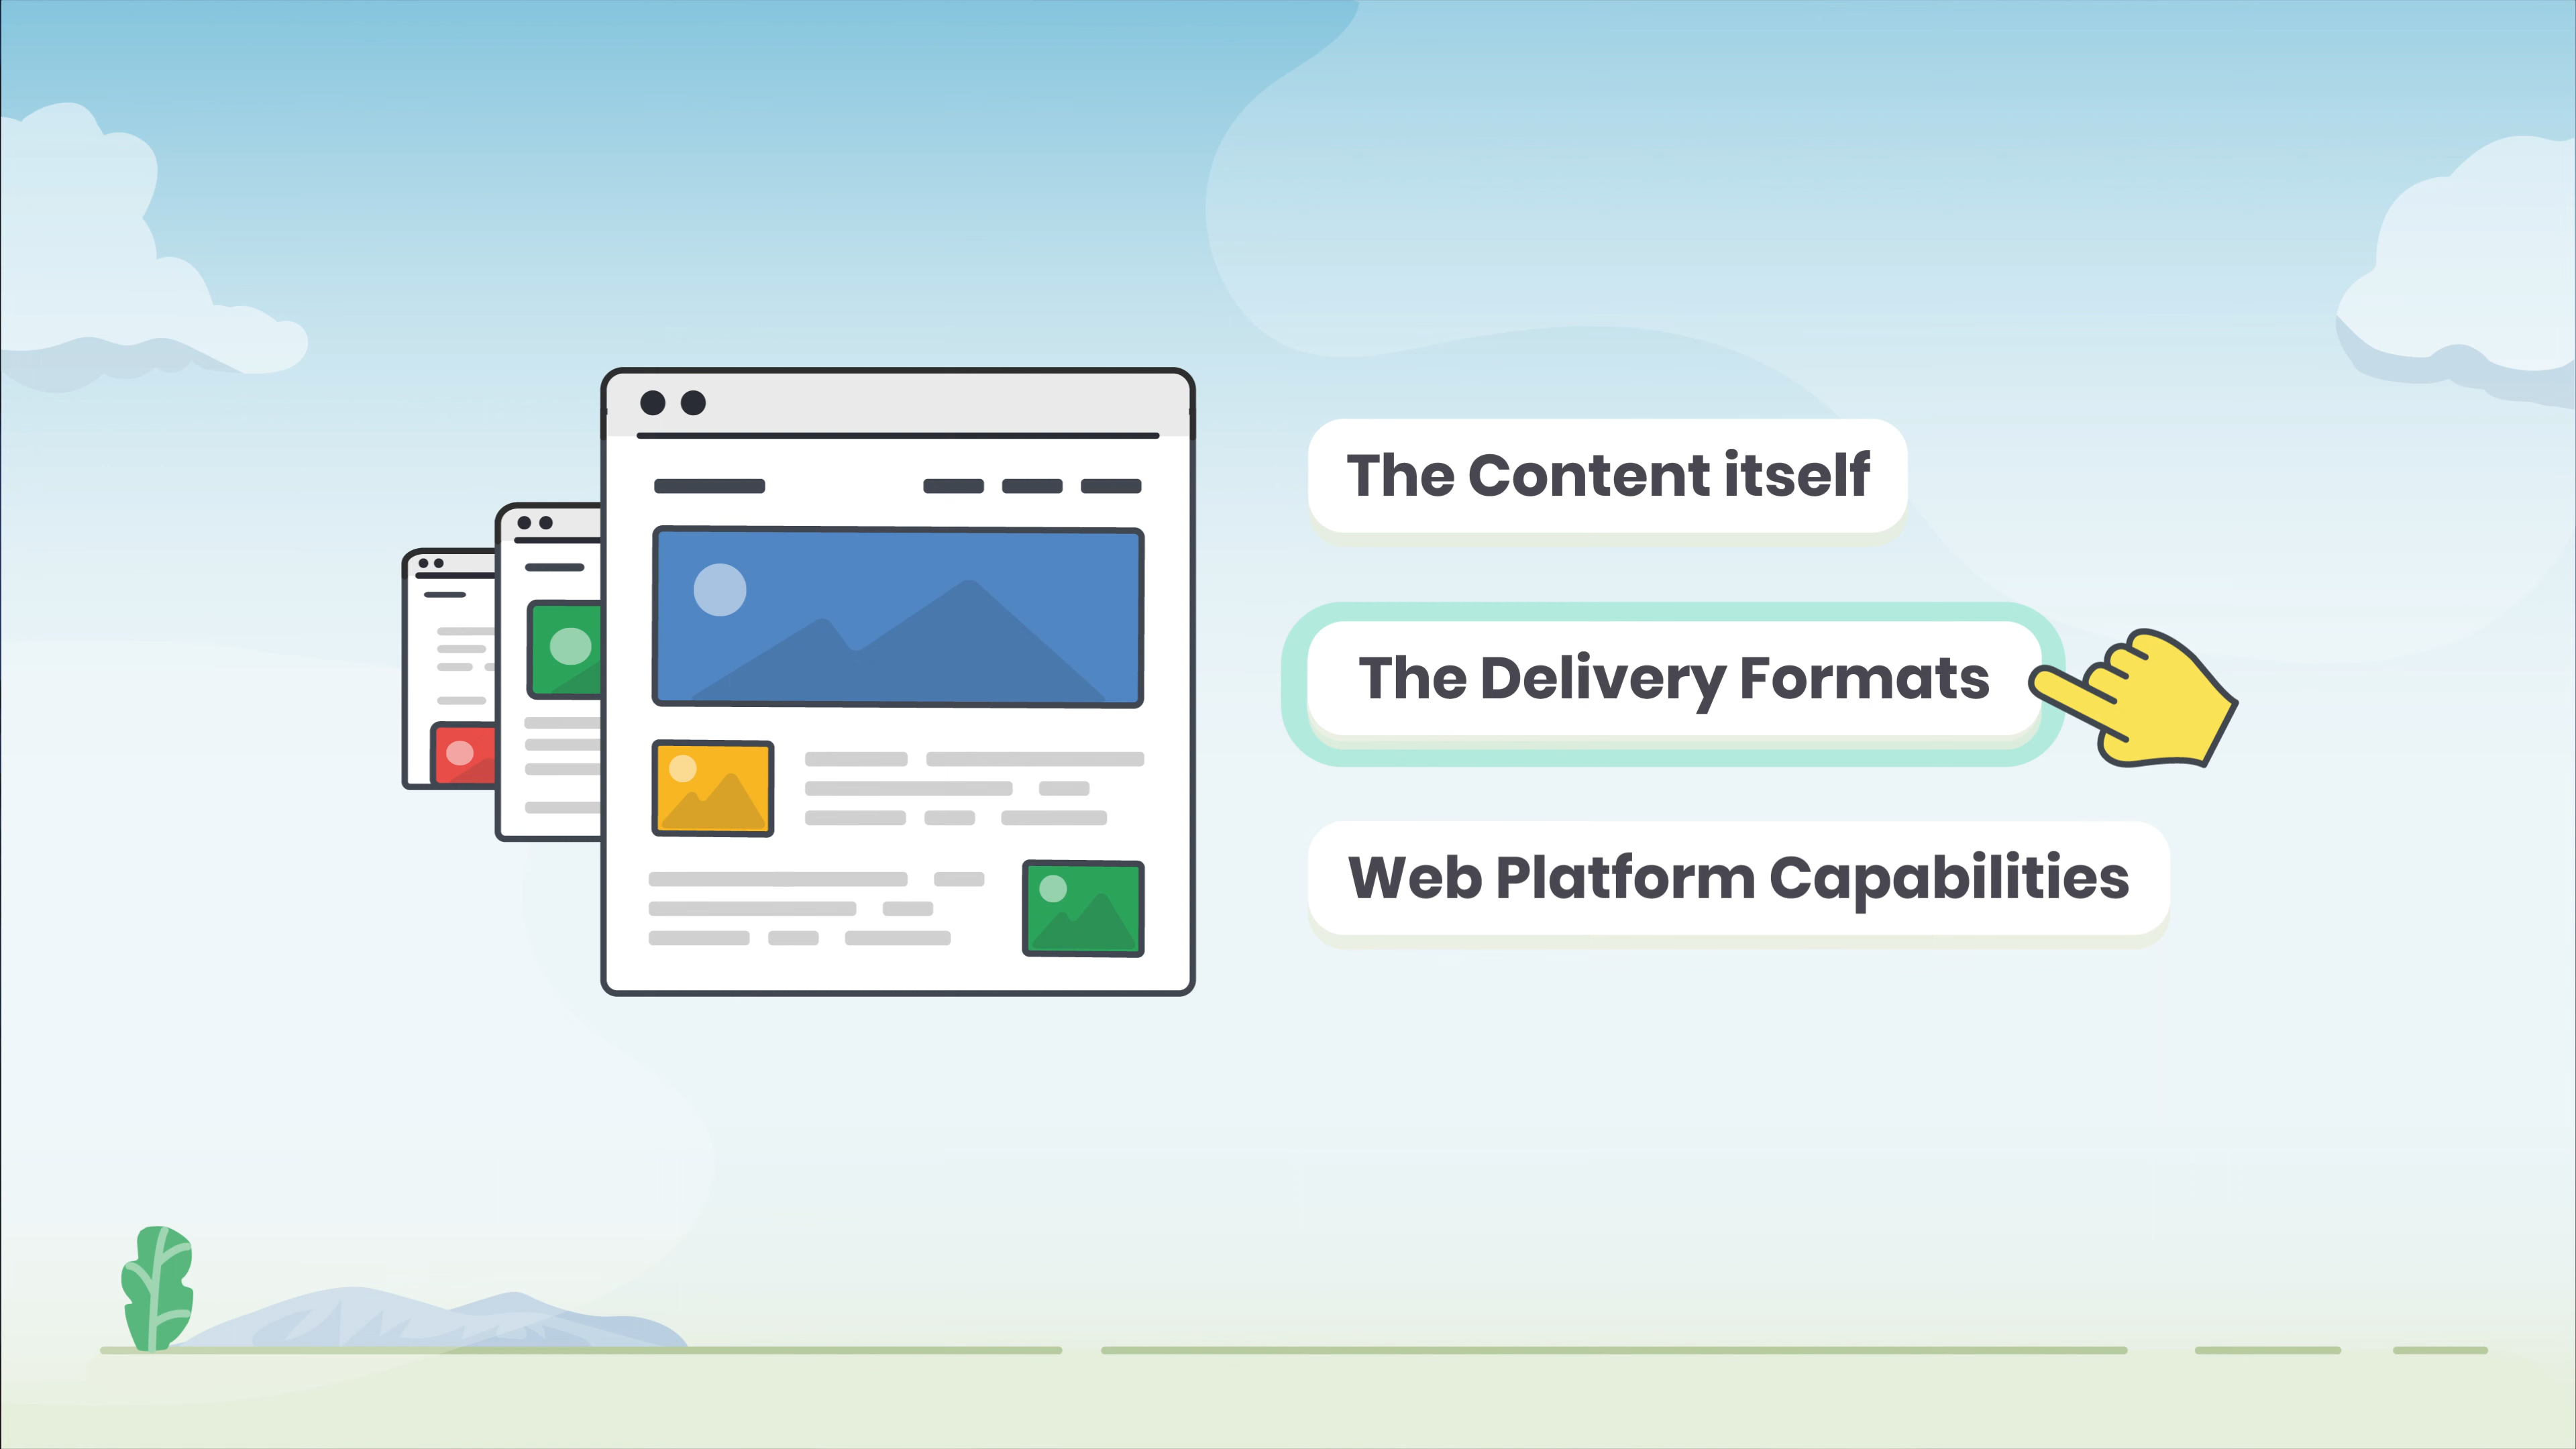 The Content itself
The Delivery Formats
Web Platform Capabilities